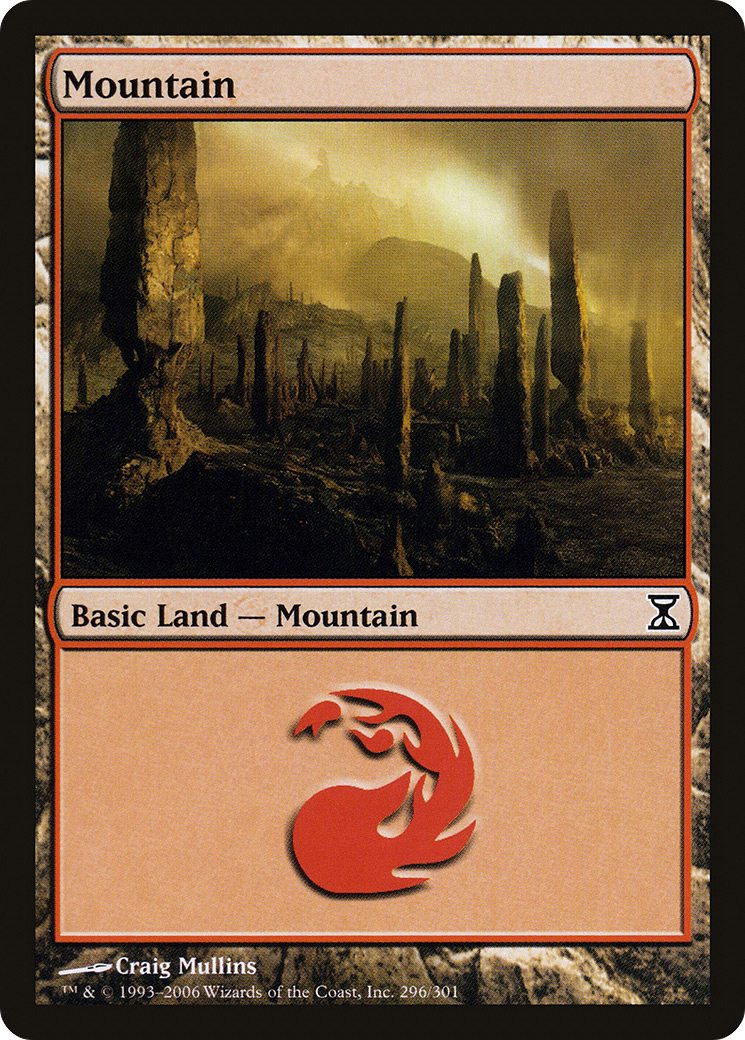 Mountain
Basic Land — Mountain
Craig Mullins
™ & © 1993–2006 Wizards of the Coast, Inc. 296/301